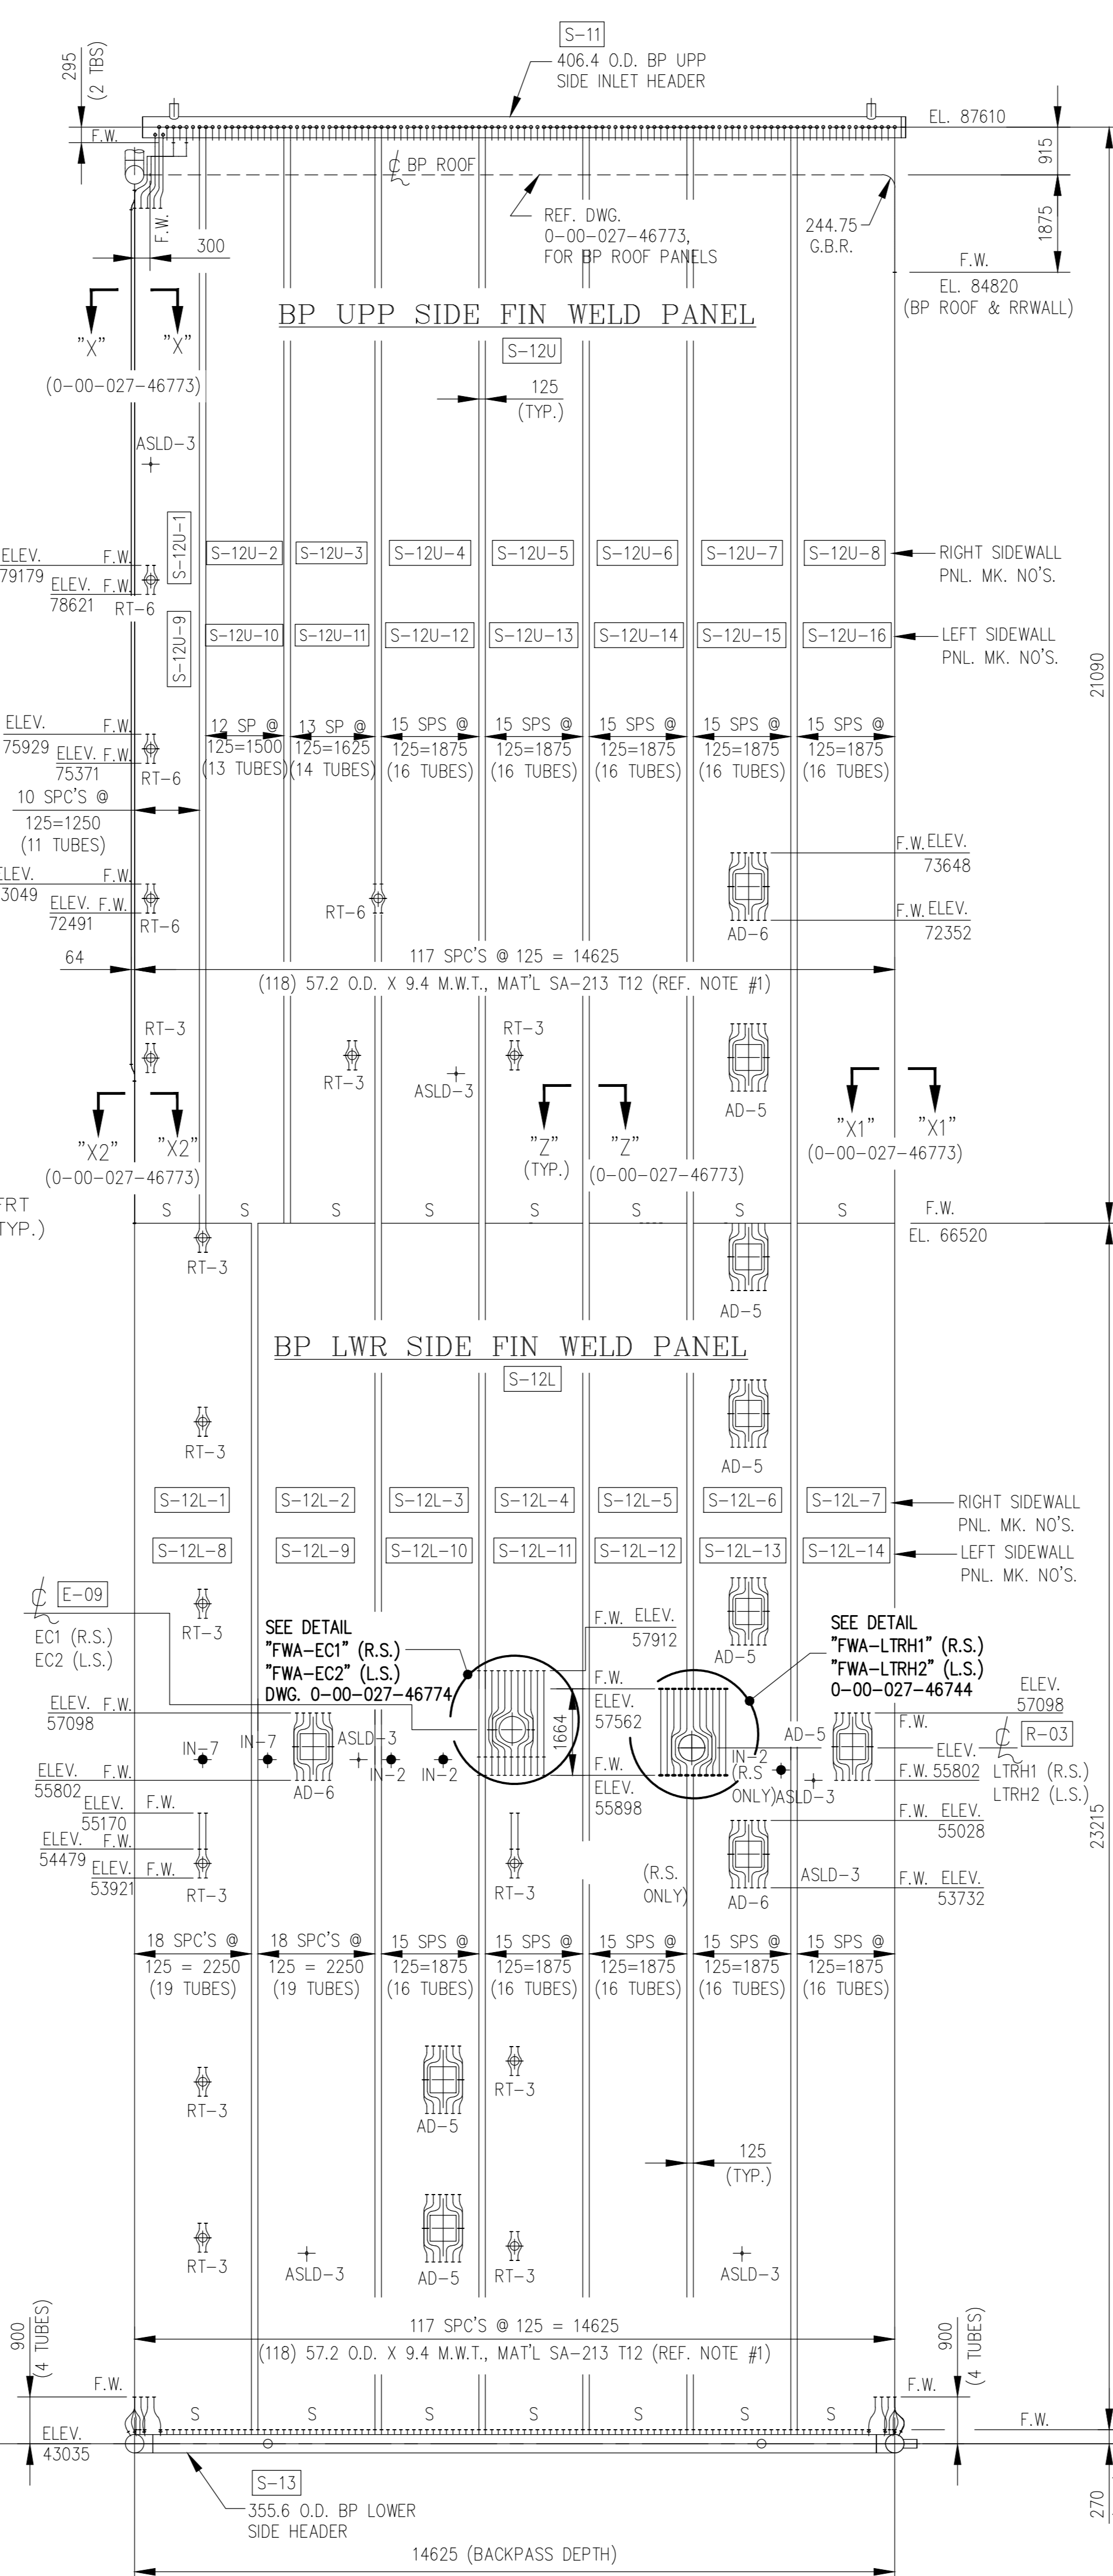 S-11
406.4 O.D. BP UPP
SIDE INLET HEADER
295
(2 TBS)
F.W.
EL. 87610
915
℄ BP ROOF
REF. DWG.
0-00-027-46773,
FOR BP ROOF PANELS
244.75
G.B.R.
1875
F.W.
300
F.W.
EL. 84820
(BP ROOF & RRWALL)
BP UPP SIDE FIN WELD PANEL
S-12U
"X" "X"
(0-00-027-46773)
125
(TYP.)
ASLD-3
S-12U-1
S-12U-2 S-12U-3 S-12U-4 S-12U-5 S-12U-6 S-12U-7 S-12U-8
RIGHT SIDEWALL
PNL. MK. NO'S.
ELEV. F.W.
79179
ELEV. F.W.
78621
RT-6
S-12U-9
S-12U-10 S-12U-11 S-12U-12 S-12U-13 S-12U-14 S-12U-15 S-12U-16
LEFT SIDEWALL
PNL. MK. NO'S.
21090
ELEV. F.W.
75929
ELEV. F.W.
75371
RT-6
12 SP @
125=1500
(13 TUBES)
13 SP @
125=1625
(14 TUBES)
15 SPS @
125=1875
(16 TUBES)
15 SPS @
125=1875
(16 TUBES)
15 SPS @
125=1875
(16 TUBES)
15 SPS @
125=1875
(16 TUBES)
15 SPS @
125=1875
(16 TUBES)
10 SPC'S @
125=1250
(11 TUBES)
F.W. ELEV.
73648
ELEV. F.W.
3049
ELEV. F.W.
72491
RT-6
RT-6
AD-6
F.W. ELEV.
72352
64
117 SPC'S @ 125 = 14625
(118) 57.2 O.D. X 9.4 M.W.T., MAT'L SA-213 T12 (REF. NOTE #1)
RT-3
RT-3
ASLD-3
RT-3
AD-5
"X2" "X2"
(0-00-027-46773)
"Z" "Z"
(TYP.)
(0-00-027-46773)
"X1" "X1"
(0-00-027-46773)
FRT
TYP.)
S S S S S S S
F.W.
EL. 66520
RT-3
AD-5
BP LWR SIDE FIN WELD PANEL
S-12L
RT-3
AD-5
S-12L-1 S-12L-2 S-12L-3 S-12L-4 S-12L-5 S-12L-6 S-12L-7
RIGHT SIDEWALL
PNL. MK. NO'S.
S-12L-8 S-12L-9 S-12L-10 S-12L-11 S-12L-12 S-12L-13 S-12L-14
LEFT SIDEWALL
PNL. MK. NO'S.
℄ E-09
EC1 (R.S.)
EC2 (L.S.)
RT-3
SEE DETAIL
"FWA-EC1" (R.S.)
"FWA-EC2" (L.S.)
DWG. 0-00-027-46774
F.W. ELEV.
57912
AD-5
SEE DETAIL
"FWA-LTRH1" (R.S.)
"FWA-LTRH2" (L.S.)
0-00-027-46744
ELEV. F.W.
57098
F.W.
ELEV.
57562
1664
ELEV.
57098
F.W.
IN-7
IN-7
ASLD-3
IN-2
IN-2
IN-2
(R.S
ONLY)
AD-5
ASLD-3
℄ R-03
LTRH1 (R.S.)
LTRH2 (L.S.)
ELEV. F.W.
55802
AD-6
F.W.
ELEV.
55898
ELEV.
F.W. 55802
ELEV. F.W.
55170
ELEV. F.W.
54479
ELEV. F.W.
53921
RT-3
RT-3
(R.S.
ONLY)
AD-6
ASLD-3
F.W. ELEV.
55028
F.W. ELEV.
53732
23215
18 SPC'S @
125 = 2250
(19 TUBES)
18 SPC'S @
125 = 2250
(19 TUBES)
15 SPS @
125=1875
(16 TUBES)
15 SPS @
125=1875
(16 TUBES)
15 SPS @
125=1875
(16 TUBES)
15 SPS @
125=1875
(16 TUBES)
15 SPS @
125=1875
(16 TUBES)
RT-3
AD-5
RT-3
125
(TYP.)
RT-3
ASLD-3
AD-5
RT-3
ASLD-3
117 SPC'S @ 125 = 14625
(118) 57.2 O.D. X 9.4 M.W.T., MAT'L SA-213 T12 (REF. NOTE #1)
900
(4 TUBES)
F.W.
900
(4 TUBES)
F.W.
S S S S S S S
F.W.
ELEV.
43035
S-13
355.6 O.D. BP LOWER
SIDE HEADER
270
14625 (BACKPASS DEPTH)